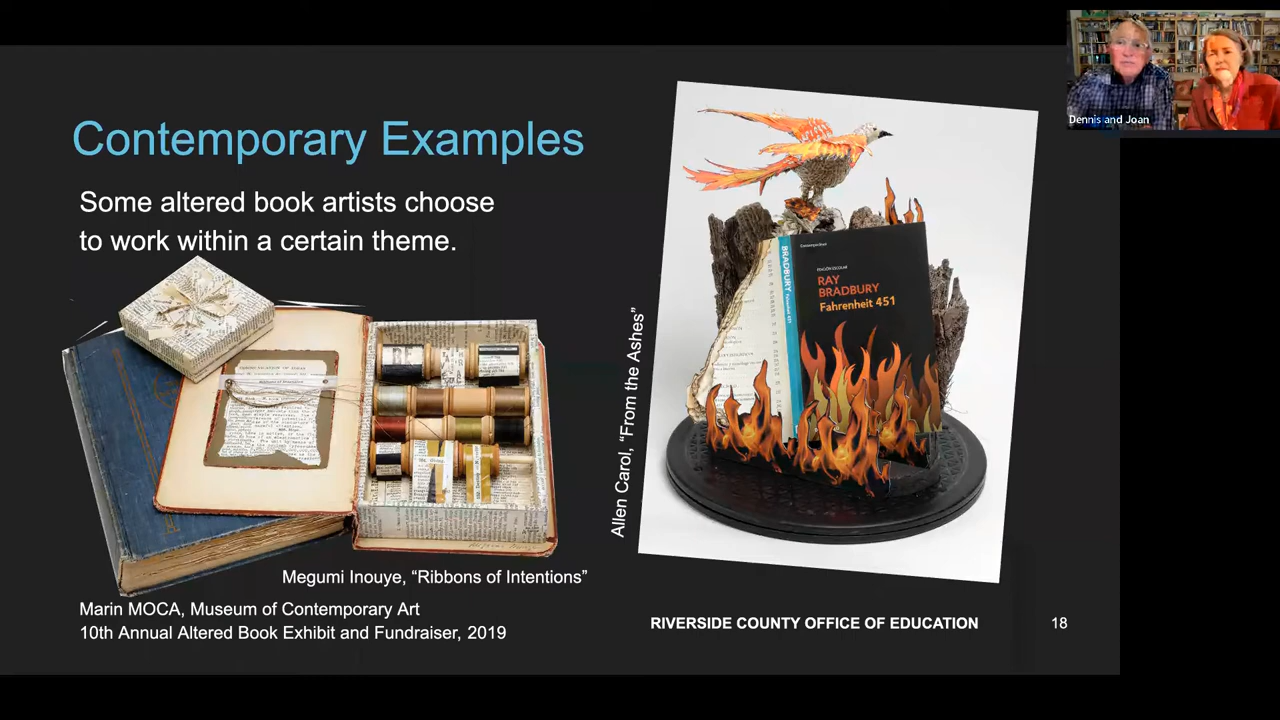 Dennis and Joan
Contemporary Examples
Some altered book artists choose
to work within a certain theme.
Allen Carol, “From the Ashes”
Contemporánea
EDICIÓN ESCOLAR
RAY
BRADBURY
Fahrenheit 451
BRADBURY Fahrenheit 451
Megumi Inouye, “Ribbons of Intentions”
Marin MOCA, Museum of Contemporary Art
10th Annual Altered Book Exhibit and Fundraiser, 2019
RIVERSIDE COUNTY OFFICE OF EDUCATION
18